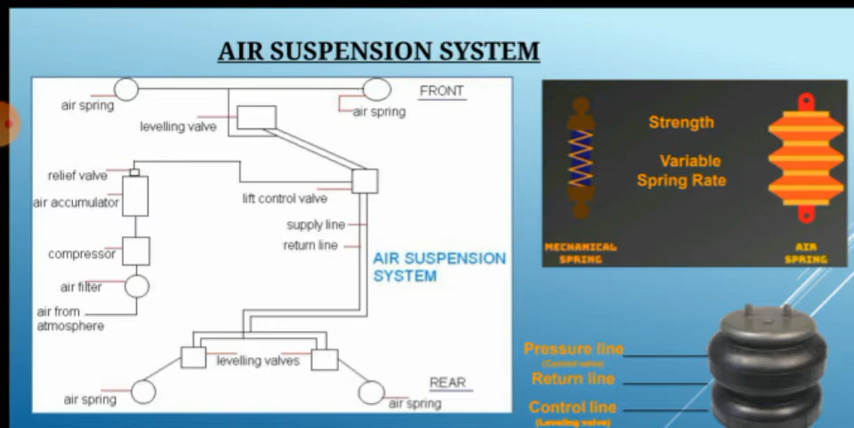 AIR SUSPENSION SYSTEM
air spring
FRONT
air spring
levelling valve
relief valve
air accumulator
lift control valve
supply line
return line
compressor
AIR SUSPENSION
SYSTEM
air filter
air from
atmosphere
levelling valves
REAR
air spring
air spring
Strength
Variable
Spring Rate
MECHANICAL
SPRING
AIR
SPRING
Pressure line
Return line
Control line
(Leveling valve)